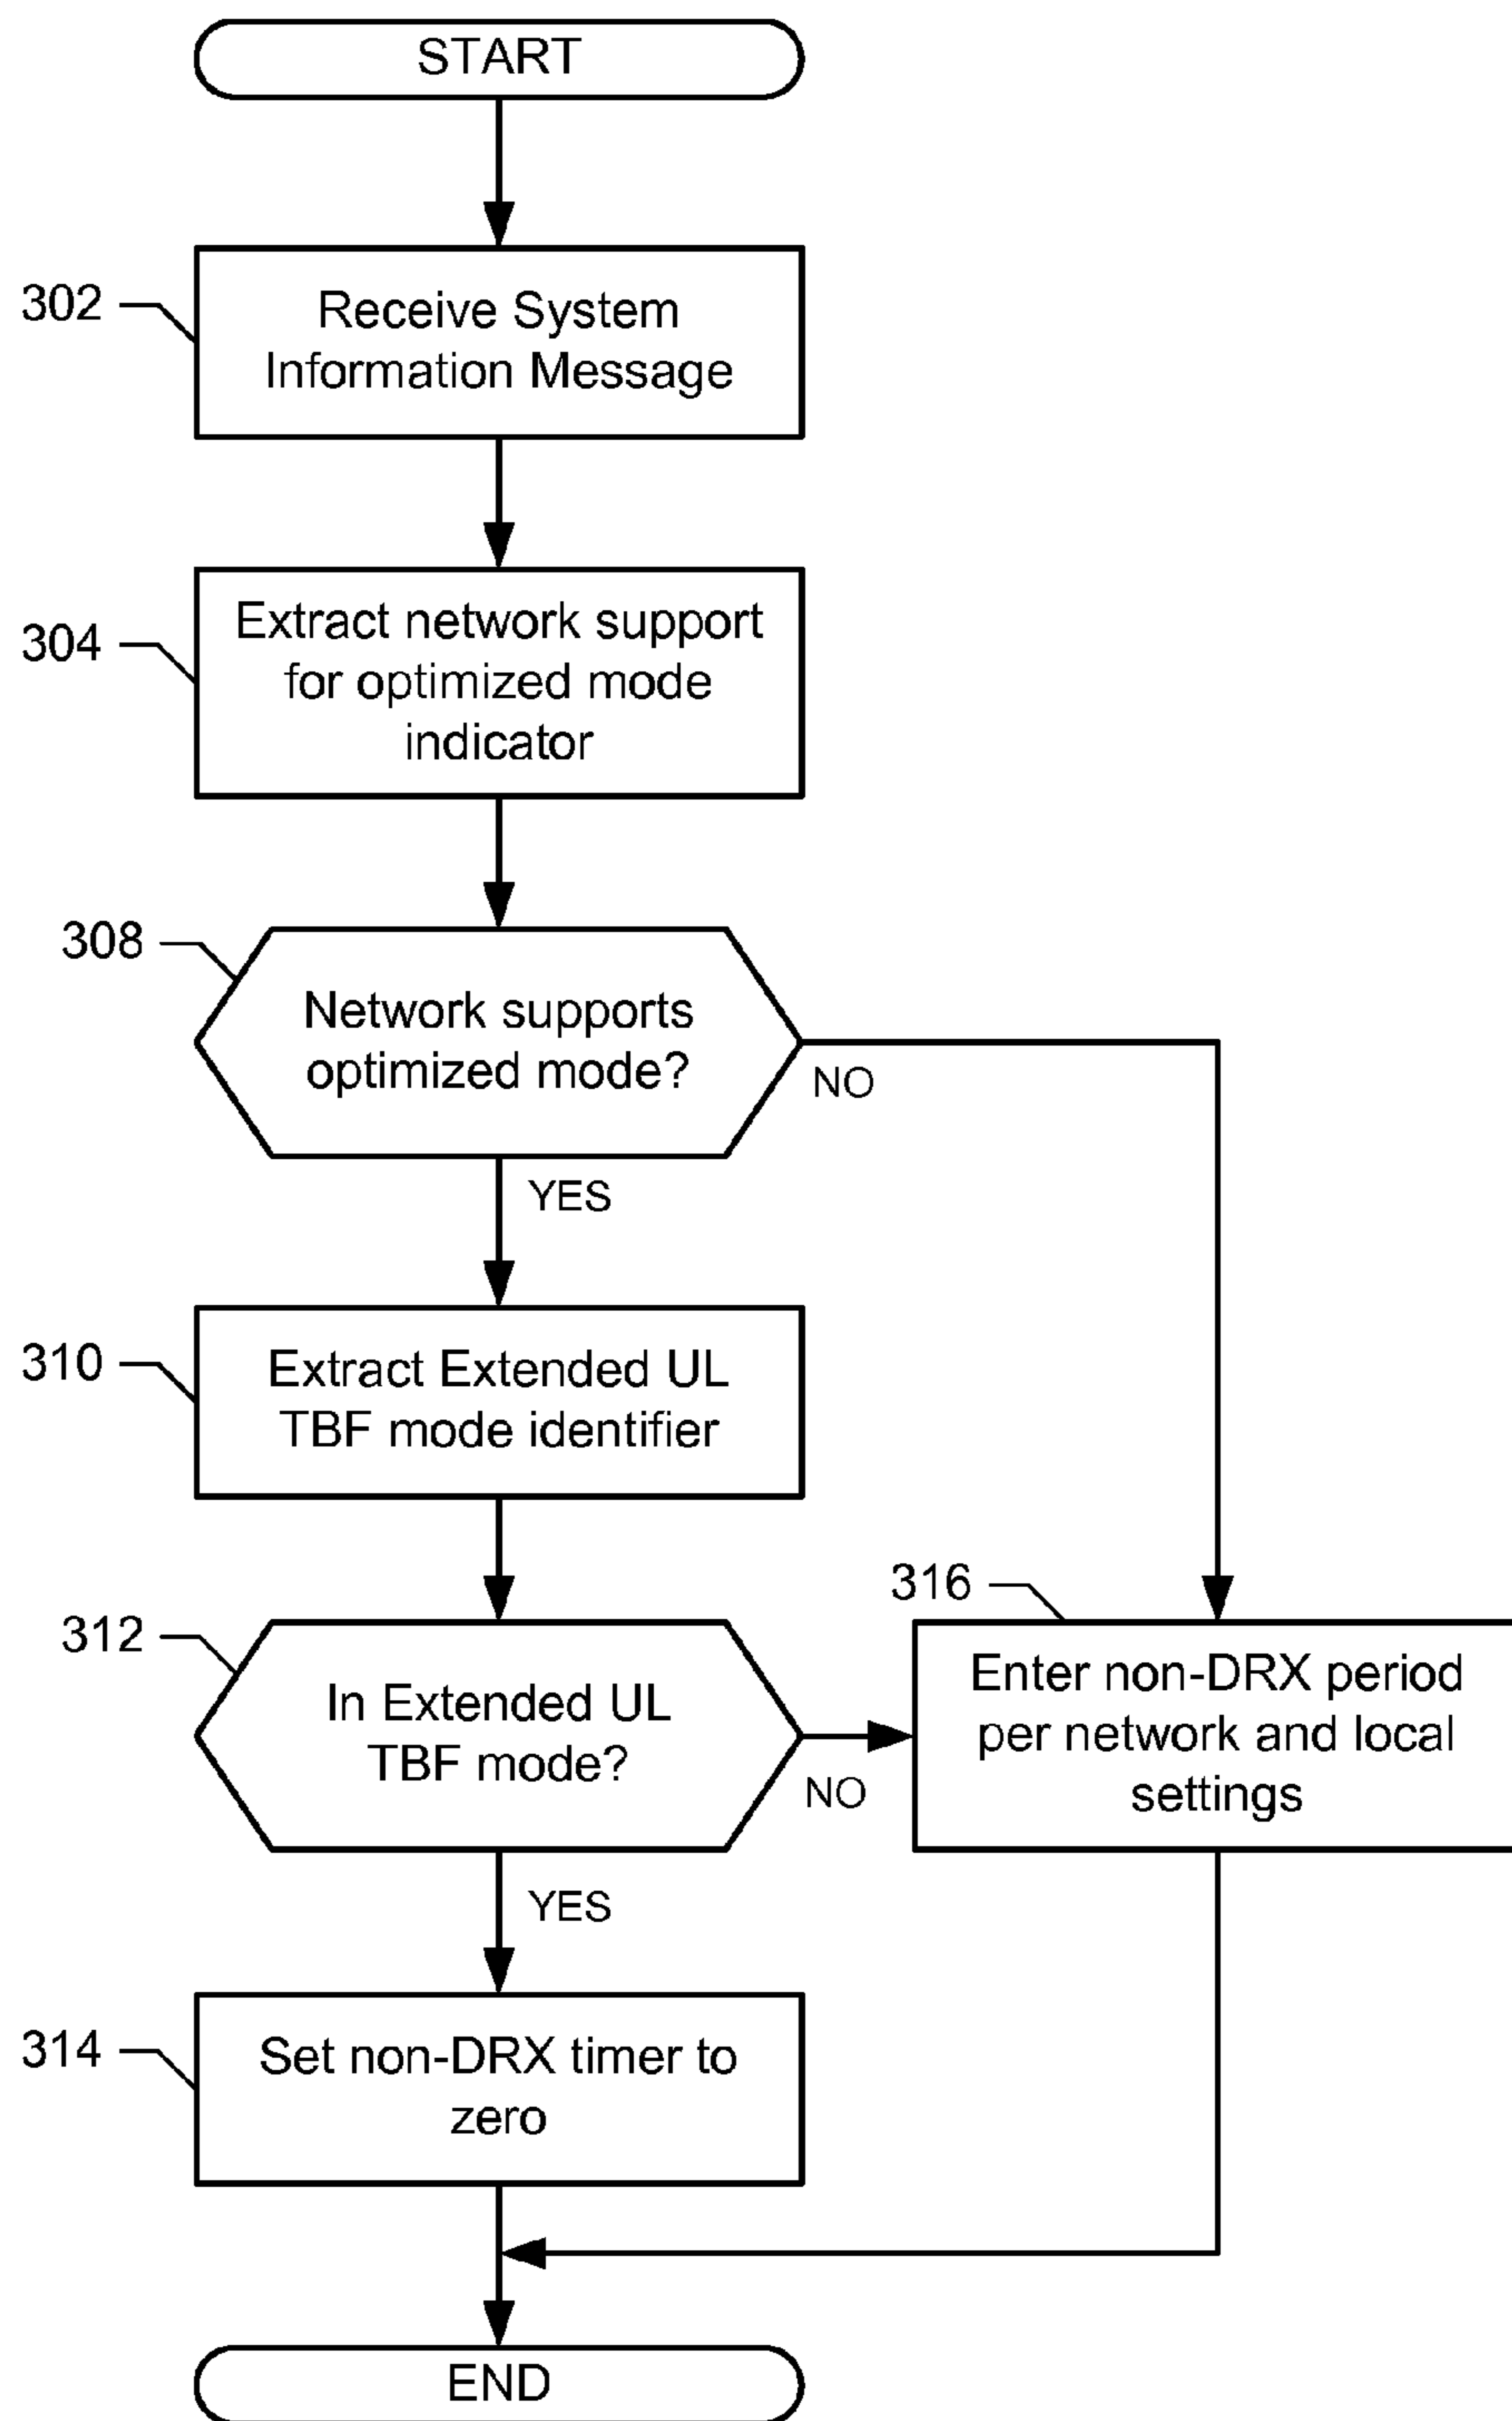 START
302
Receive System
Information Message
304
Extract network support
for optimized mode
indicator
308
Network supports
optimized mode?
NO
YES
310
Extract Extended UL
TBF mode identifier
312
In Extended UL
TBF mode?
NO
316
Enter non-DRX period
per network and local
settings
YES
314
Set non-DRX timer to
zero
END